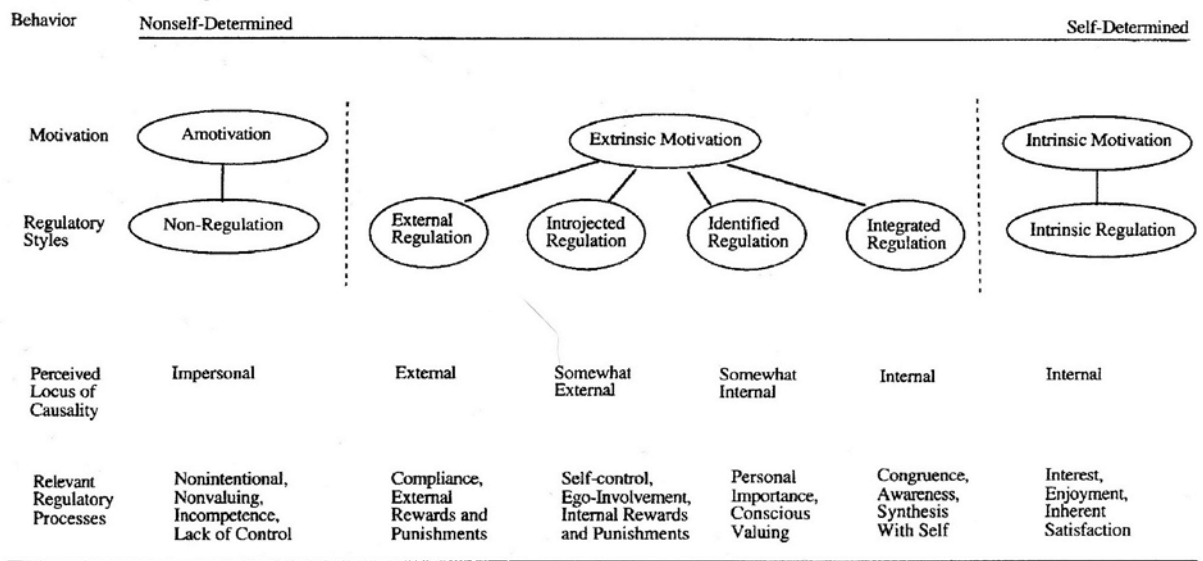 Behavior
Nonself-Determined
Self-Determined
Motivation
Amotivation
Extrinsic Motivation
Intrinsic Motivation
Regulatory
Styles
Non-Regulation
External
Regulation
Introjected
Regulation
Identified
Regulation
Integrated
Regulation
Intrinsic Regulation
Perceived
Locus of
Causality
Impersonal
External
Somewhat
External
Somewhat
Internal
Internal
Internal
Relevant
Regulatory
Processes
Nonintentional,
Nonvaluing,
Incompetence,
Lack of Control
Compliance,
External
Rewards and
Punishments
Self-control,
Ego-Involvement,
Internal Rewards
and Punishments
Personal
Importance,
Conscious
Valuing
Congruence,
Awareness,
Synthesis
With Self
Interest,
Enjoyment,
Inherent
Satisfaction